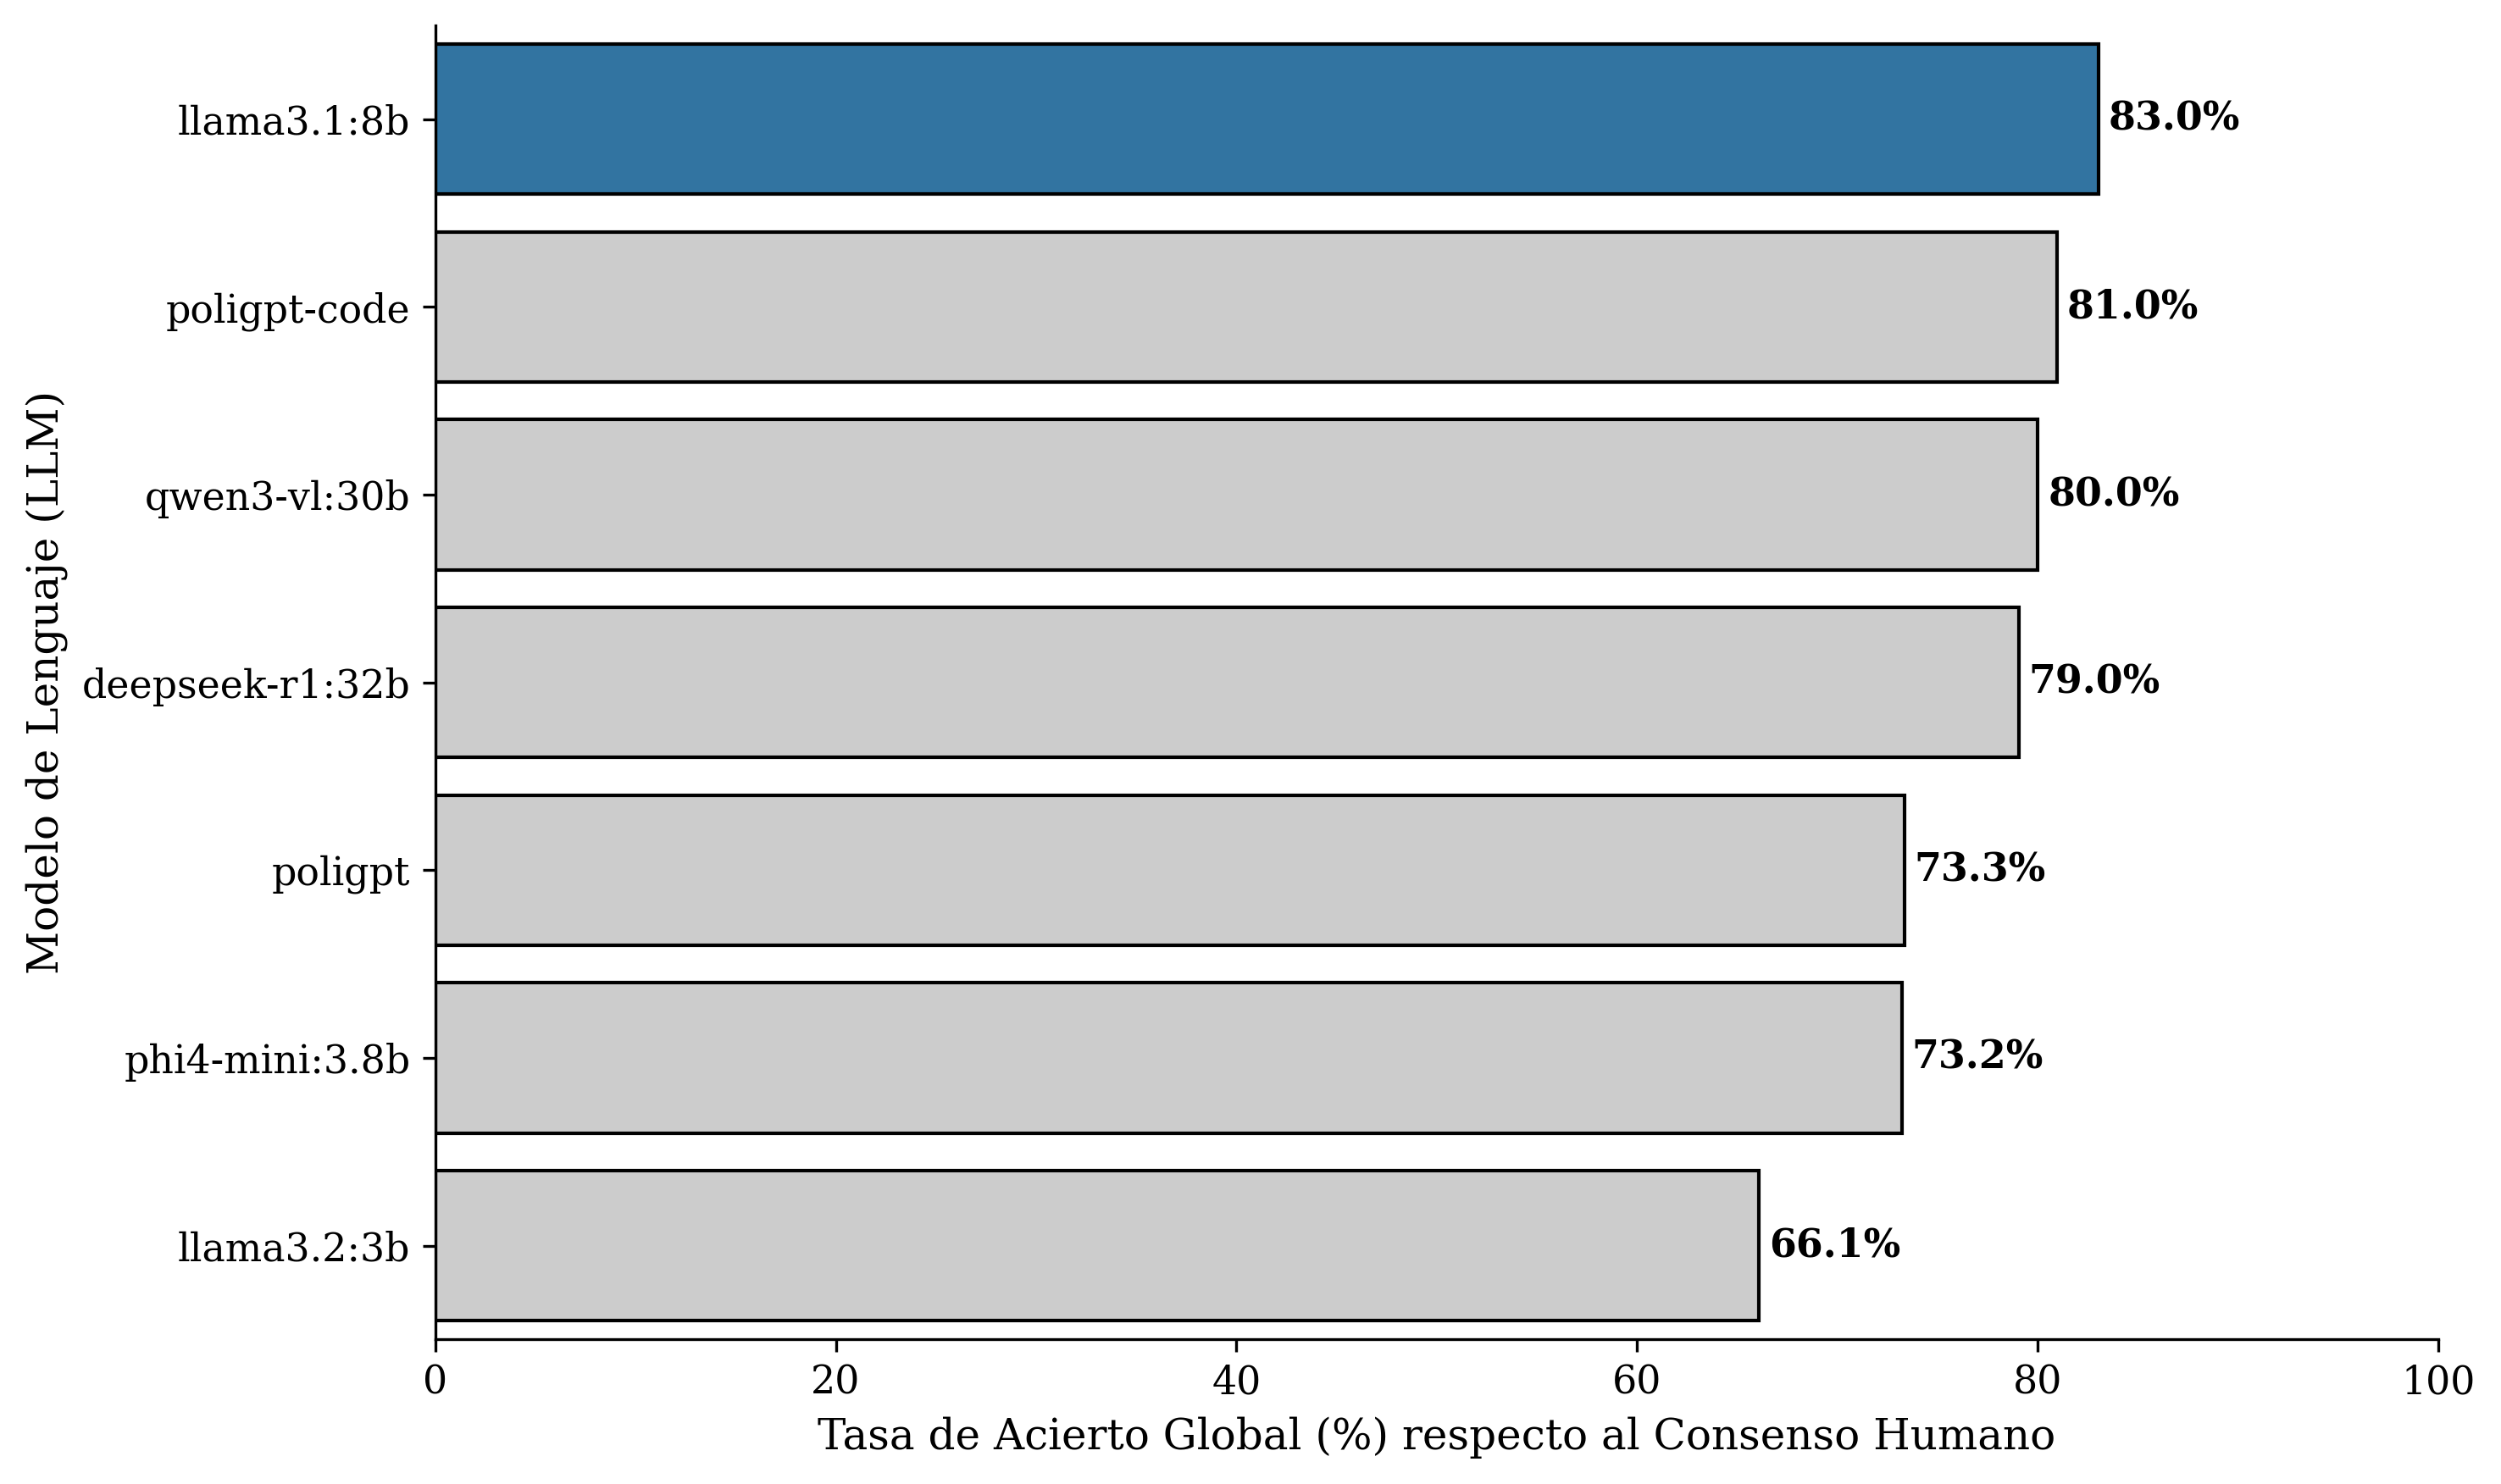 Modelo de Lenguaje (LLM)
llama3.1:8b 83.0%
poligpt-code 81.0%
qwen3-vl:30b 80.0%
deepseek-r1:32b 79.0%
poligpt 73.3%
phi4-mini:3.8b 73.2%
llama3.2:3b 66.1%
0 20 40 60 80 100
Tasa de Acierto Global (%) respecto al Consenso Humano